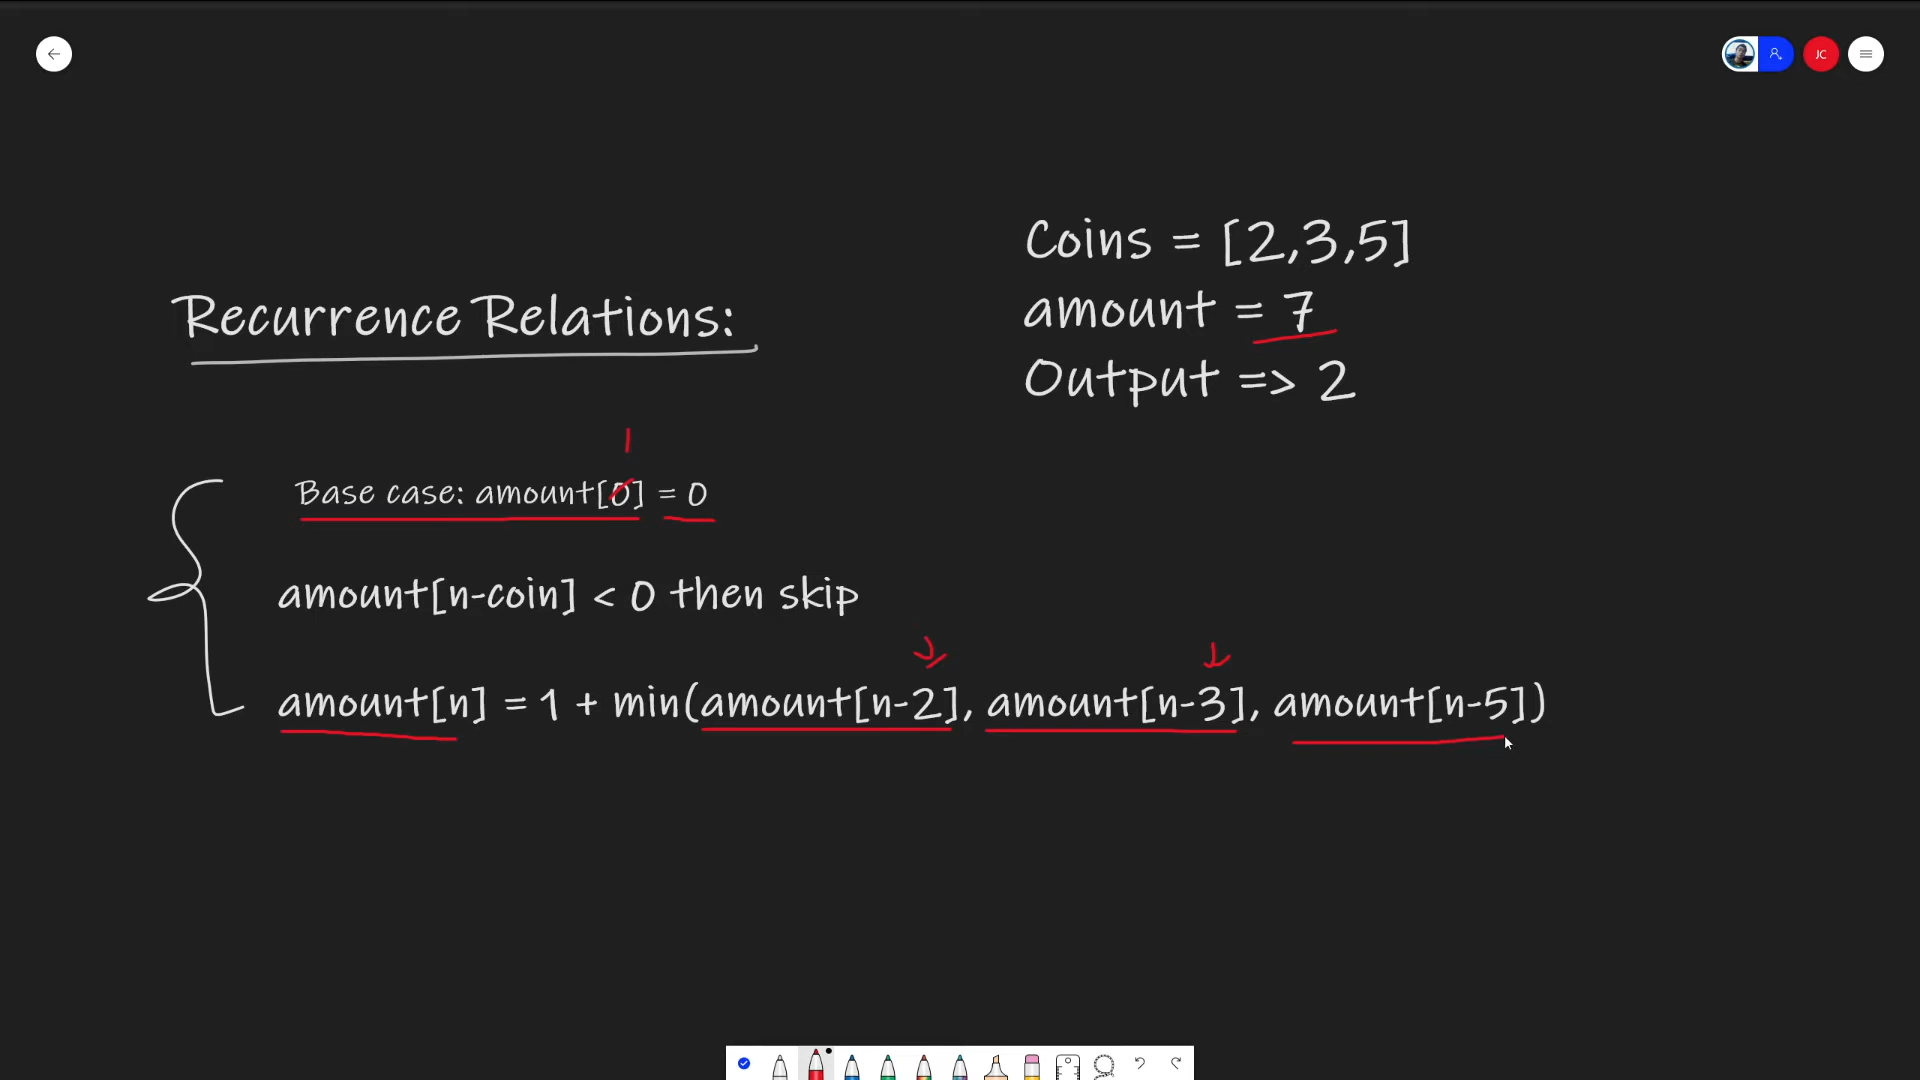 JC
Coins = [2,3,5]
amount = 7
Output => 2
Recurrence Relations:
1
Base case: amount[0] = 0
amount[n-coin] < 0 then skip
amount[n] = 1 + min(amount[n-2], amount[n-3], amount[n-5])